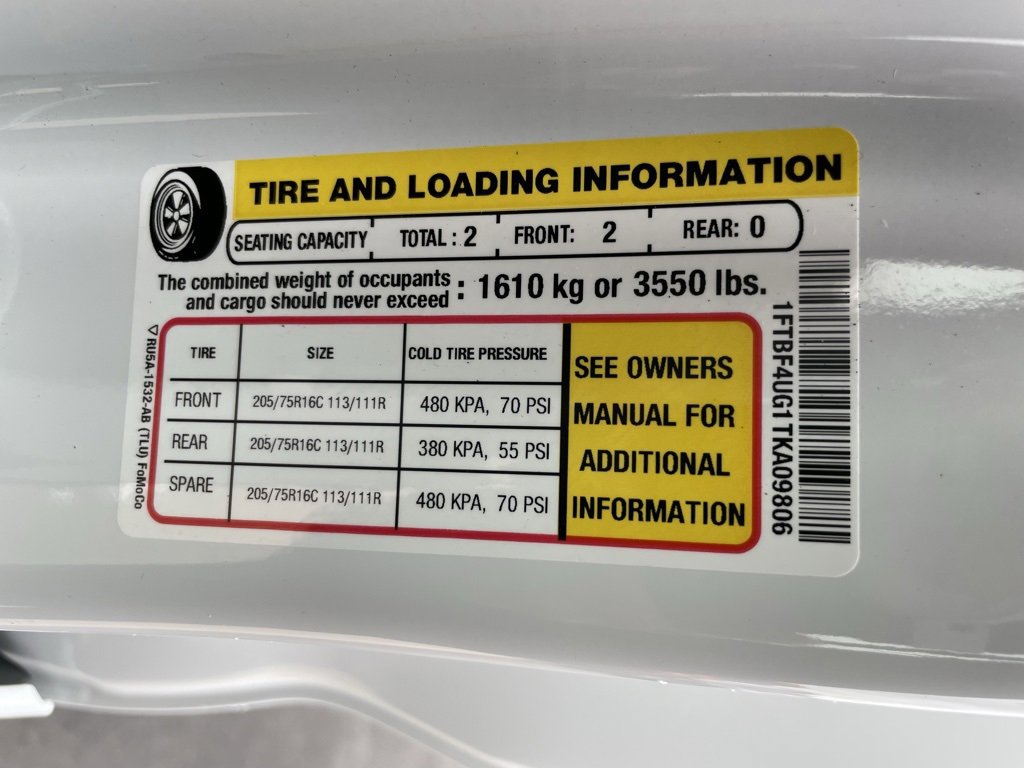 TIRE AND LOADING INFORMATION
SEATING CAPACITY TOTAL : 2 FRONT: 2 REAR: 0
The combined weight of occupants
and cargo should never exceed : 1610 kg or 3550 lbs.
TIRE SIZE COLD TIRE PRESSURE
FRONT 205/75R16C 113/111R 480 KPA, 70 PSI
REAR 205/75R16C 113/111R 380 KPA, 55 PSI
SPARE 205/75R16C 113/111R 480 KPA, 70 PSI
SEE OWNERS
MANUAL FOR
ADDITIONAL
INFORMATION
RU5A-1532-AB (TLU) FoMoCo
1FTBF4UG1TKA09806